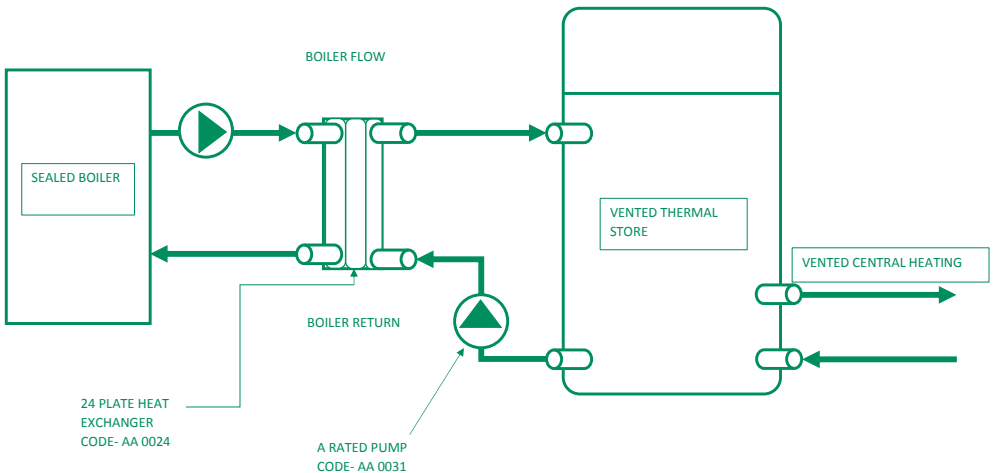 BOILER FLOW
SEALED BOILER
VENTED THERMAL
STORE
VENTED CENTRAL HEATING
BOILER RETURN
24 PLATE HEAT
EXCHANGER
CODE- AA 0024
A RATED PUMP
CODE- AA 0031